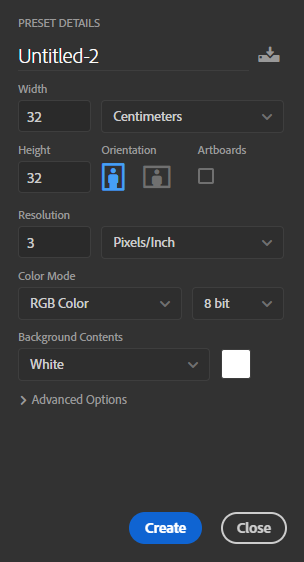 PRESET DETAILS
Untitled-2
Width
32 Centimeters
Height Orientation Artboards
32
Resolution
3 Pixels/Inch
Color Mode
RGB Color 8 bit
Background Contents
White
Advanced Options
Create Close